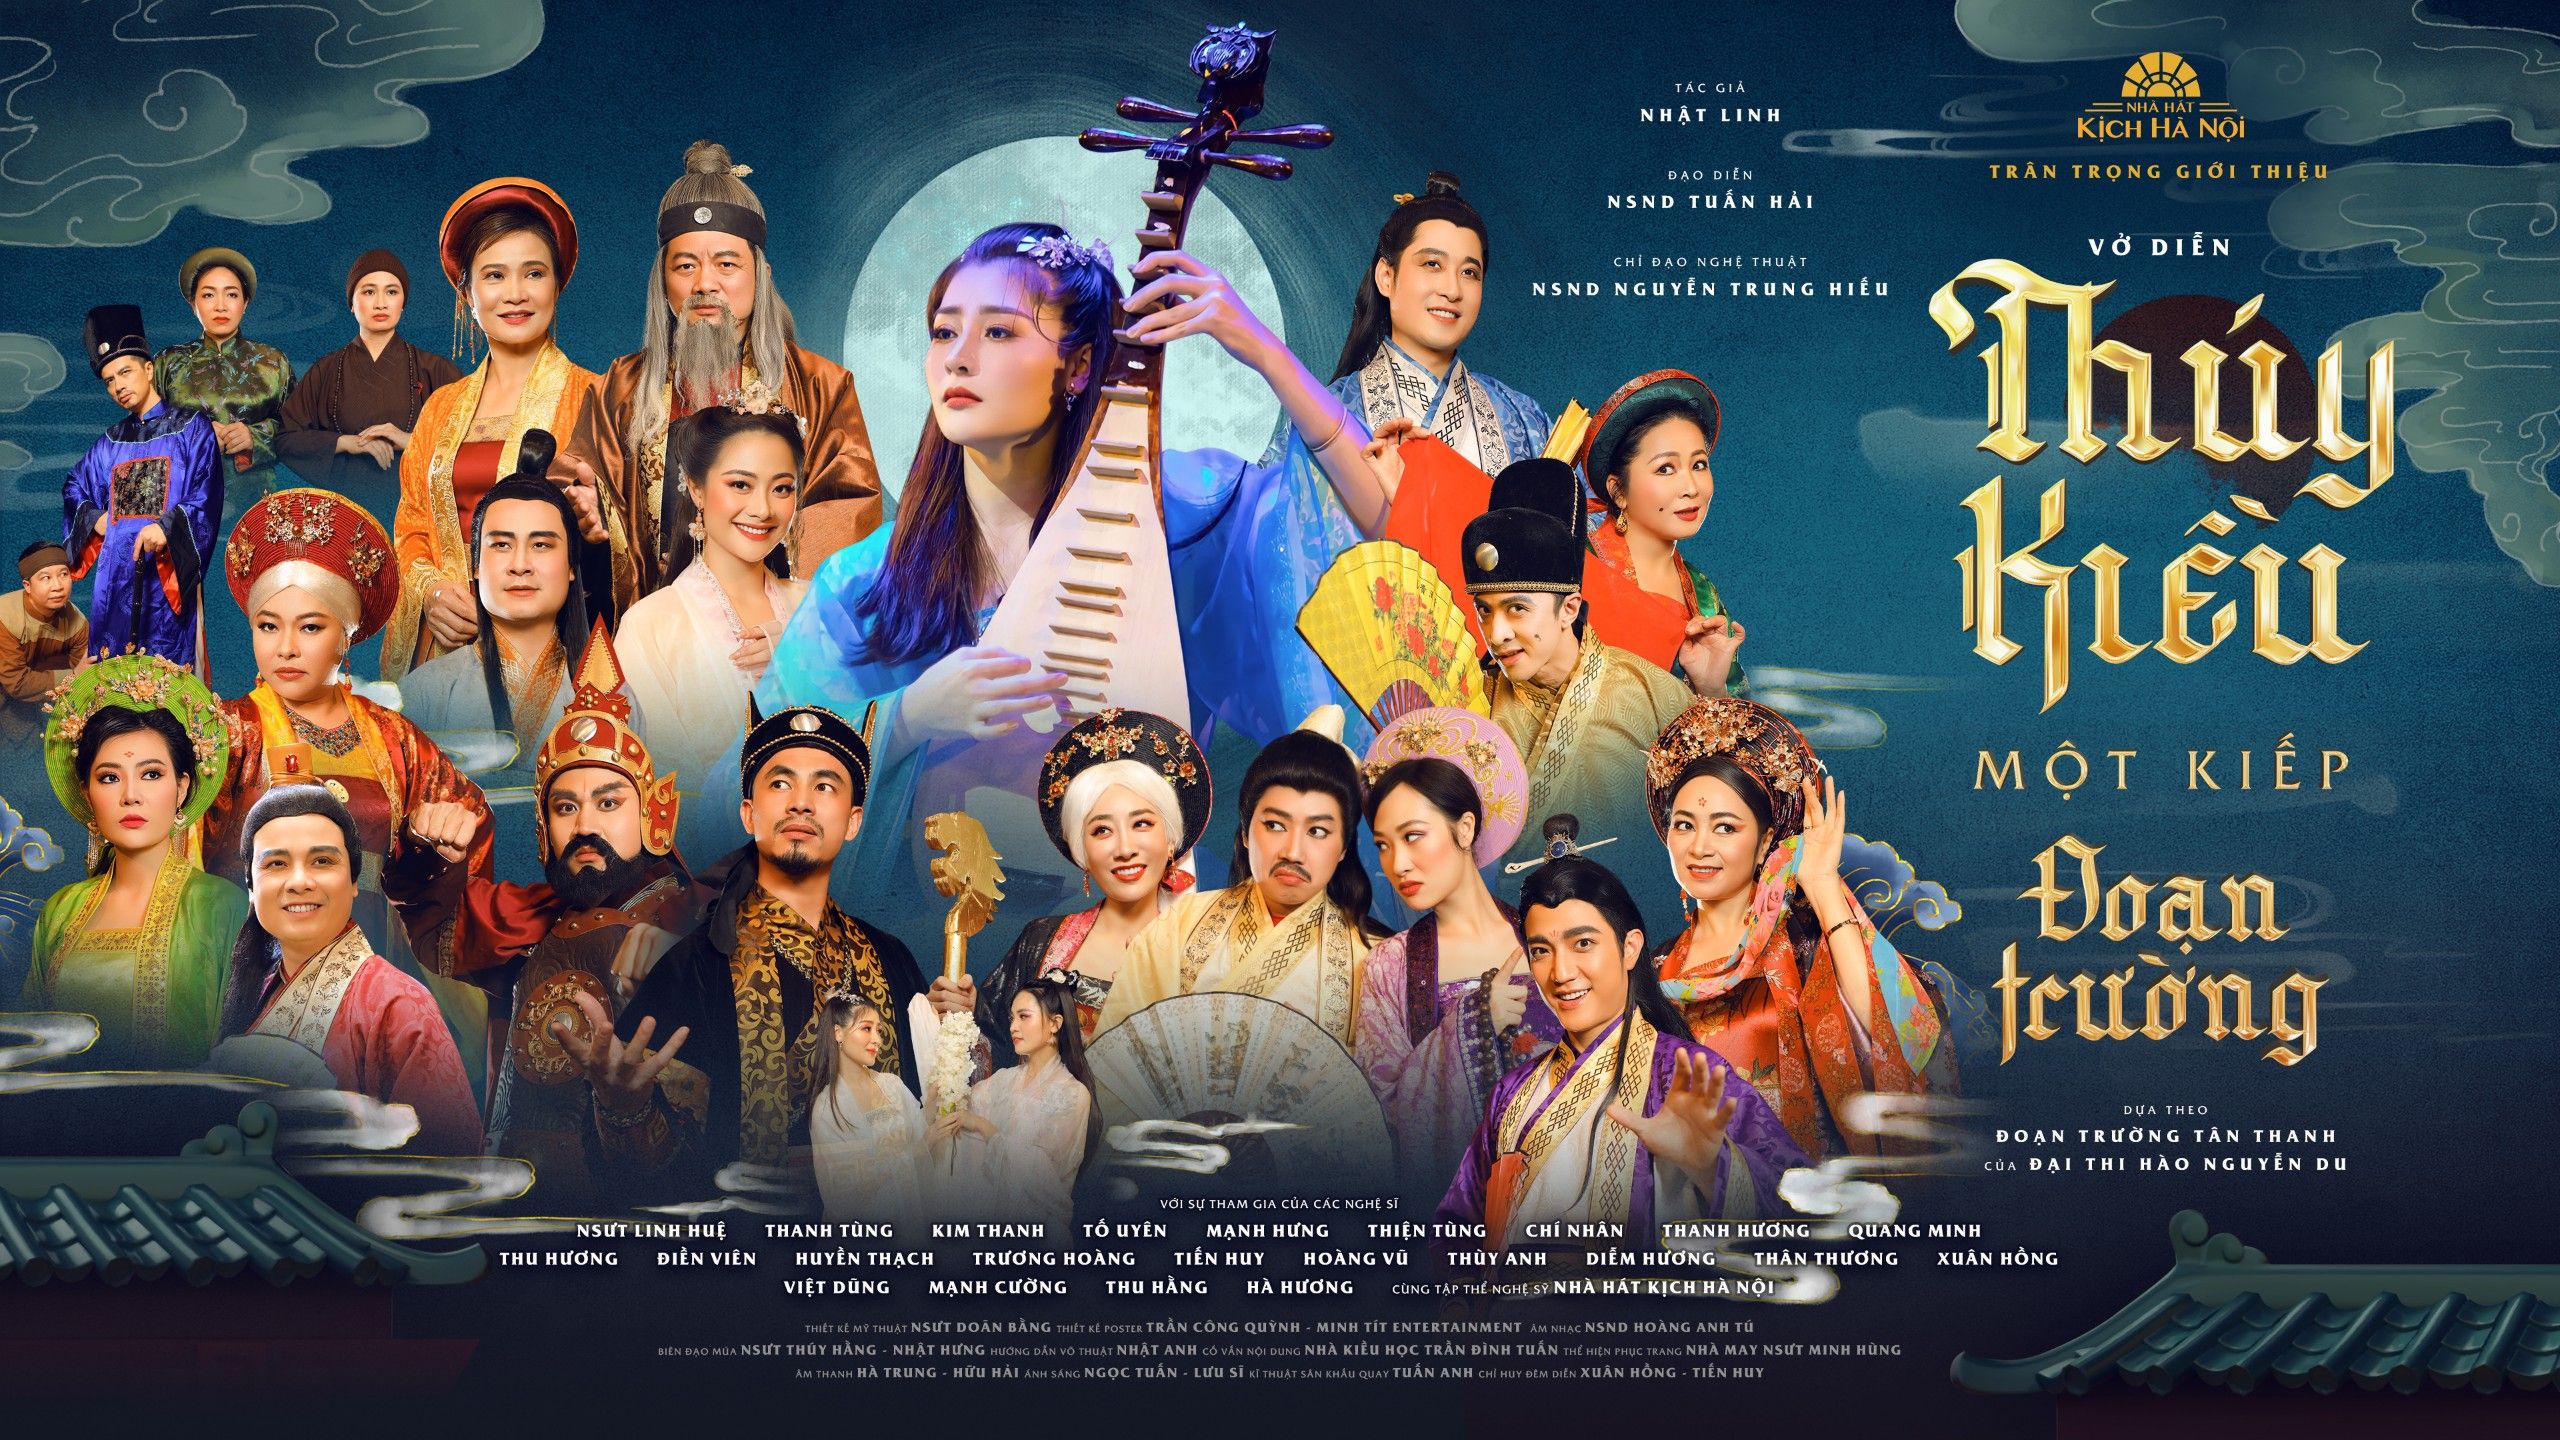 TÁC GIẢ
NHẬT LINH
ĐẠO DIỄN
NSND TUẤN HẢI
CHỈ ĐẠO NGHỆ THUẬT
NSND NGUYỄN TRUNG HIẾU
NHÀ HÁT
KỊCH HÀ NỘI
TRÂN TRỌNG GIỚI THIỆU
VỞ DIỄN
Thúy
Kiều
MỘT KIẾP
Đoạn
trường
DỰA THEO
ĐOẠN TRƯỜNG TÂN THANH
CỦA ĐẠI THI HÀO NGUYỄN DU
VỚI SỰ THAM GIA CỦA CÁC NGHỆ SĨ
NSƯT LINH HUỆ THANH TÙNG KIM THANH TỐ UYÊN MẠNH HƯNG THIỆN TÙNG CHÍ NHÂN THANH HƯƠNG QUANG MINH
THU HƯƠNG ĐIỀN VIÊN HUYỀN THẠCH TRƯƠNG HOÀNG TIẾN HUY HOÀNG VŨ THÙY ANH DIỄM HƯƠNG THÂN THƯƠNG XUÂN HỒNG
VIỆT DŨNG MẠNH CƯỜNG THU HẰNG HÀ HƯƠNG CÙNG TẬP THỂ NGHỆ SỸ NHÀ HÁT KỊCH HÀ NỘI
THIẾT KẾ MỸ THUẬT NSƯT DOÃN BẰNG THIẾT KẾ POSTER TRẦN CÔNG QUỲNH - MINH TÍT ENTERTAINMENT ÂM NHẠC NSND HOÀNG ANH TÚ
BIÊN ĐẠO MÚA NSƯT THÚY HẰNG - NHẬT HƯNG HƯỚNG DẪN VÕ THUẬT NHẬT ANH CỐ VẤN NỘI DUNG NHÀ KIỀU HỌC TRẦN ĐÌNH TUẤN THỂ HIỆN PHỤC TRANG NHÀ MAY NSƯT MINH HÙNG
ÂM THANH HÀ TRUNG - HỮU HẢI ÁNH SÁNG NGỌC TUẤN - LƯU SĨ KĨ THUẬT SÂN KHẤU QUAY TUẤN ANH CHỈ HUY ĐÊM DIỄN XUÂN HỒNG - TIẾN HUY